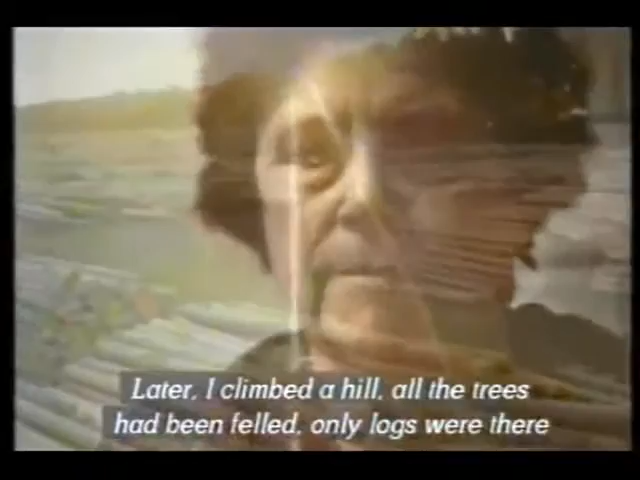 Later, I climbed a hill, all the trees
had been felled, only logs were there